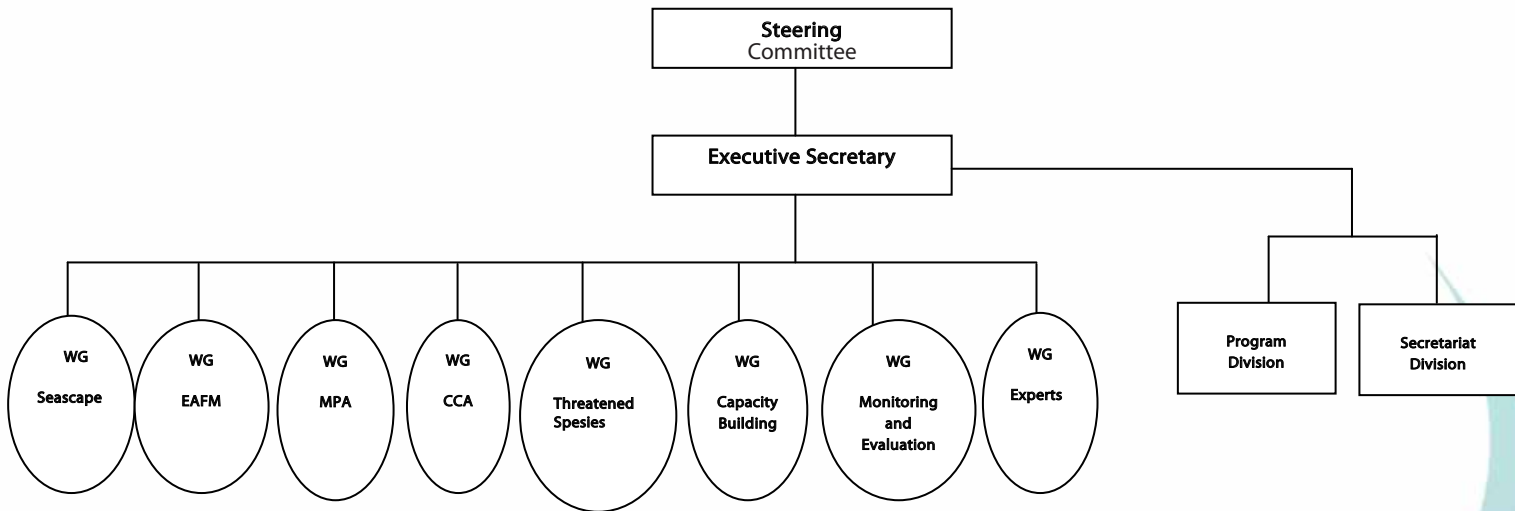 Steering
Committee
Executive Secretary
WG
Seascape
WG
EAFM
WG
MPA
WG
CCA
WG
Threatened
Spesies
WG
Capacity
Building
WG
Monitoring
and
Evaluation
WG
Experts
Program
Division
Secretariat
Division